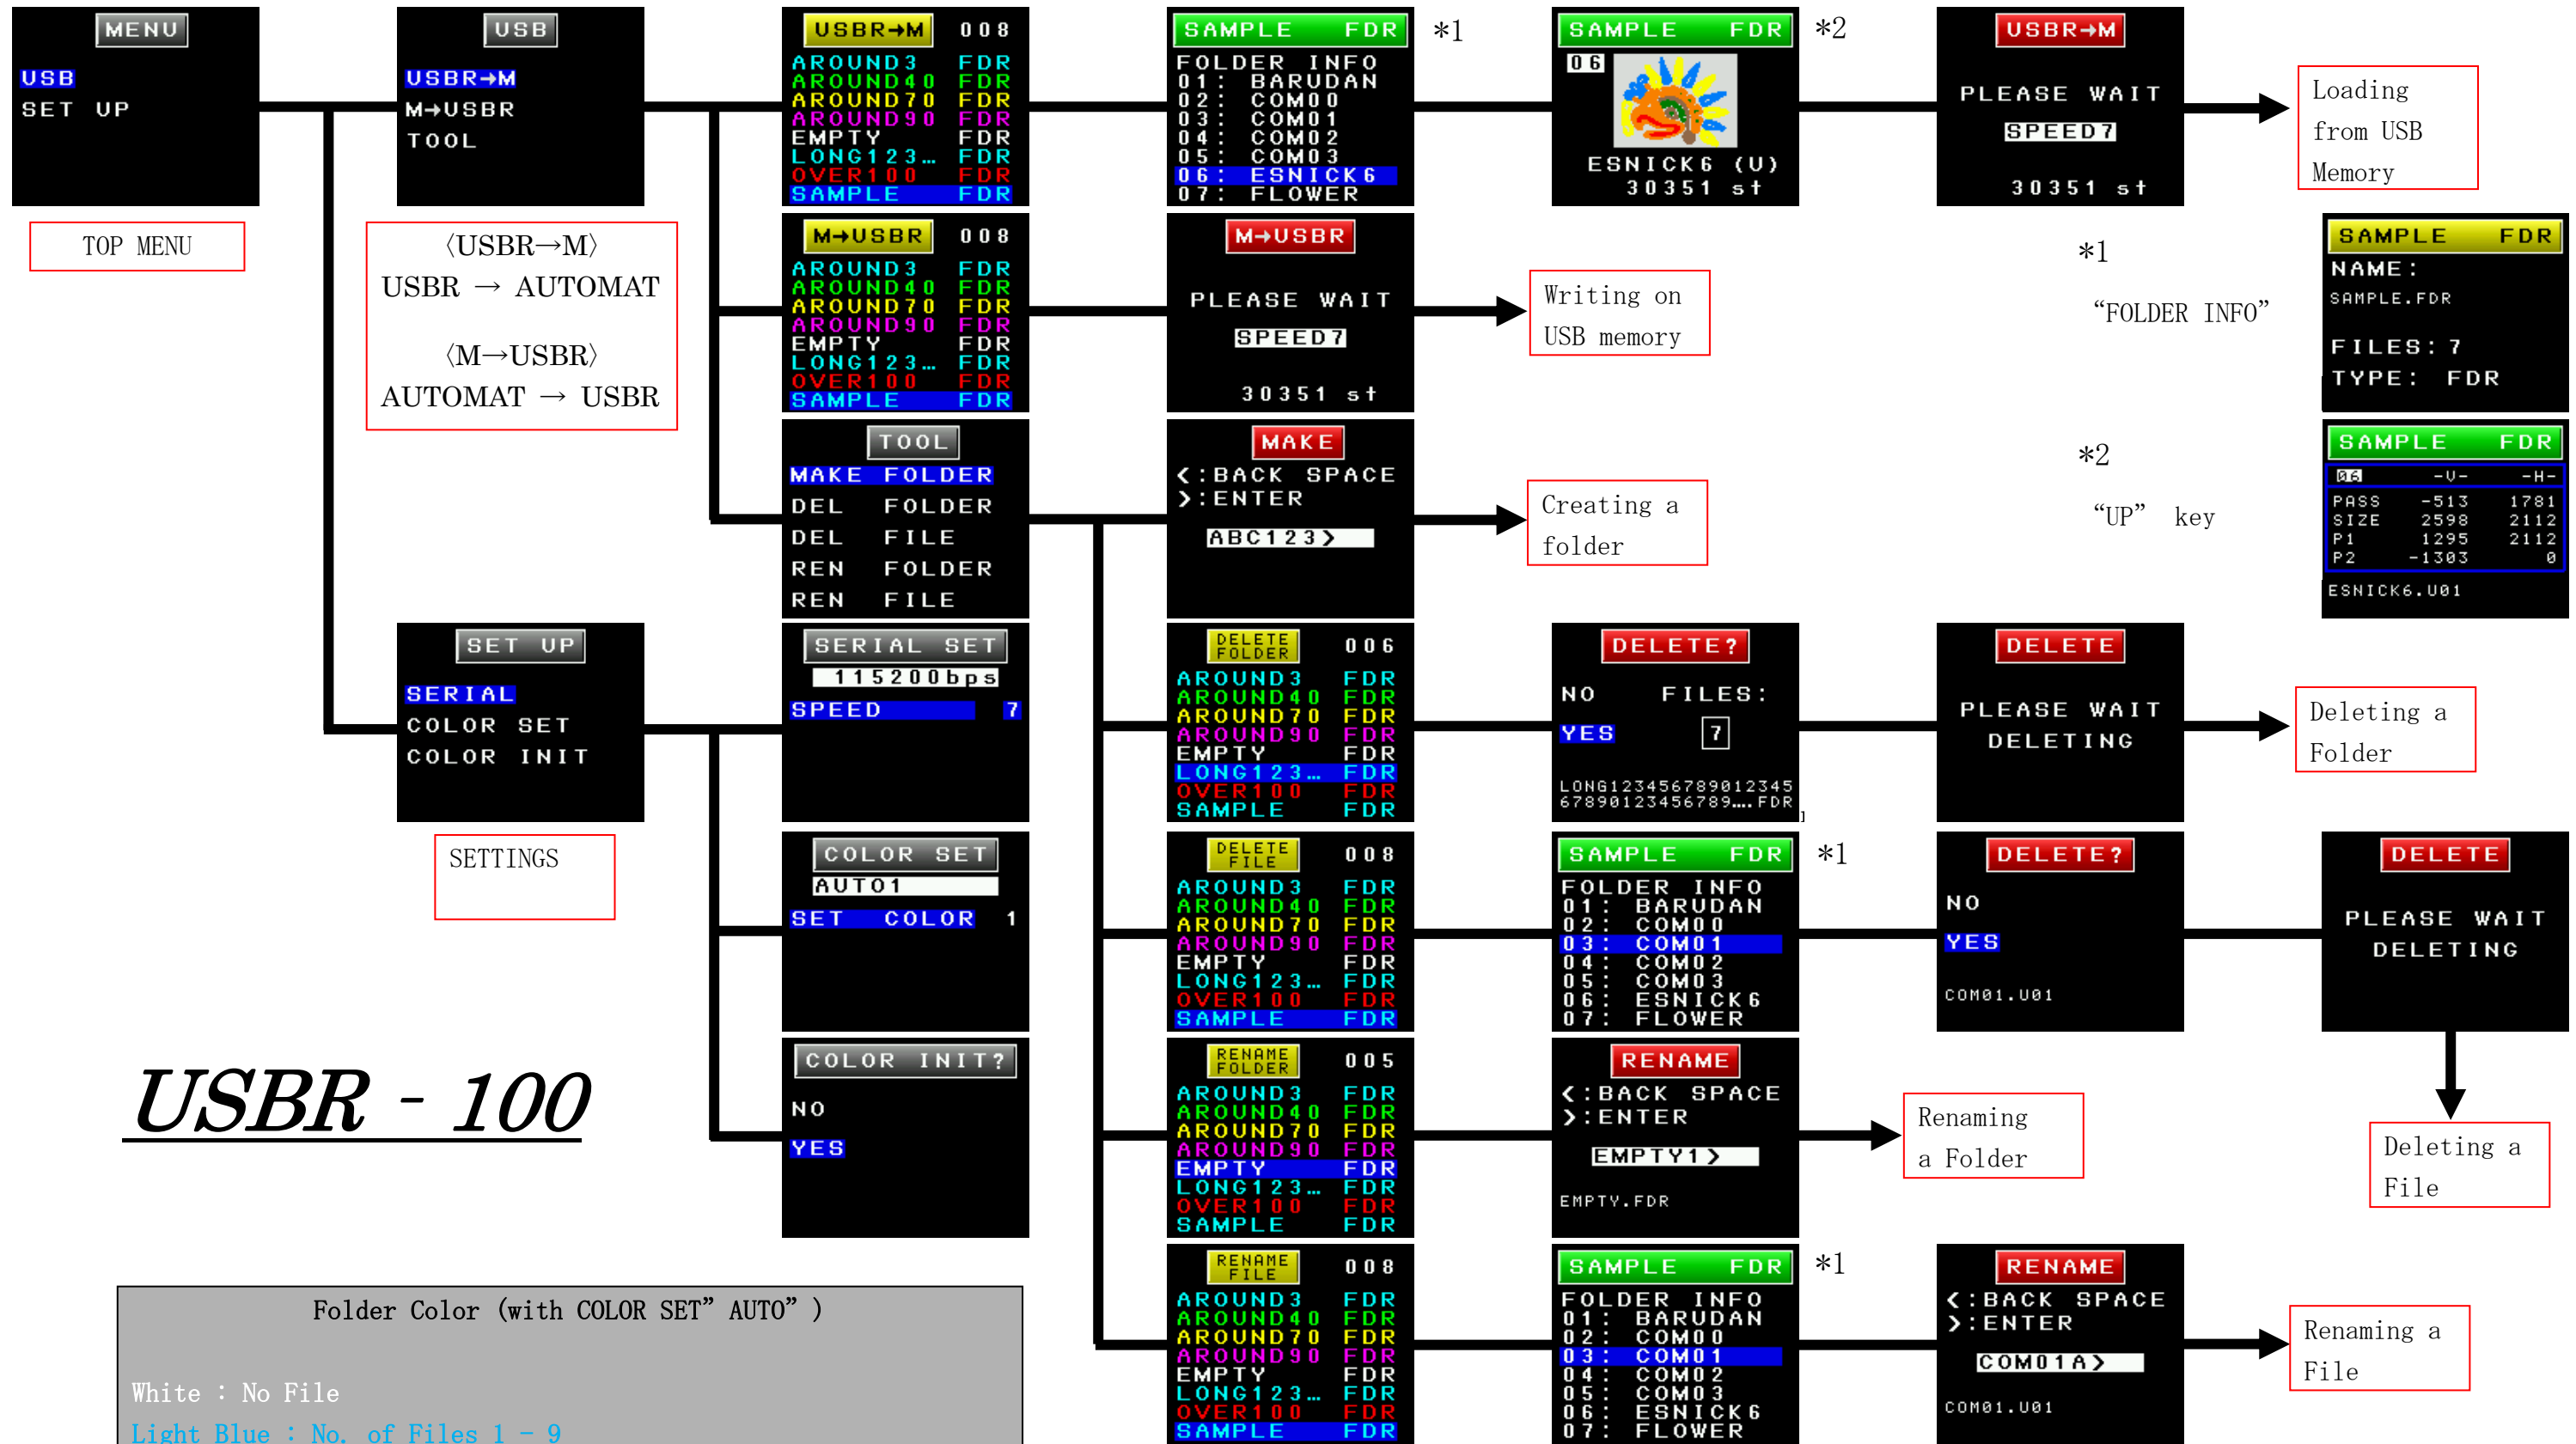 MENU
USB
SET UP
TOP MENU
USB
USBR→M
M→USBR
TOOL
〈USBR→M〉
USBR → AUTOMAT
〈M→USBR〉
AUTOMAT → USBR
USBR→M 008
AROUND3 FDR
AROUND40 FDR
AROUND70 FDR
AROUND90 FDR
EMPTY FDR
LONG123… FDR
OVER100 FDR
SAMPLE FDR
SAMPLE FDR
*1
FOLDER INFO
01: BARUDAN
02: COM00
03: COM01
04: COM02
05: COM03
06: ESNICK6
07: FLOWER
SAMPLE FDR
*2
06
ESNICK6 (U)
30351 st
USBR→M
PLEASE WAIT
SPEED7
30351 st
Loading
from USB
Memory
M→USBR 008
AROUND3 FDR
AROUND40 FDR
AROUND70 FDR
AROUND90 FDR
EMPTY FDR
LONG123… FDR
OVER100 FDR
SAMPLE FDR
M→USBR
PLEASE WAIT
SPEED7
30351 st
Writing on
USB memory
*1
“FOLDER INFO”
SAMPLE FDR
NAME:
SAMPLE.FDR
FILES:7
TYPE: FDR
TOOL
MAKE FOLDER
DEL FOLDER
DEL FILE
REN FOLDER
REN FILE
MAKE
<:BACK SPACE
>:ENTER
ABC123>
Creating a
folder
*2
“UP” key
SAMPLE FDR
06 -V- -H-
PASS -513 1781
SIZE 2598 2112
P1 1295 2112
P2 -1303 0
ESNICK6.U01
SET UP
SERIAL
COLOR SET
COLOR INIT
SETTINGS
SERIAL SET
115200bps
SPEED 7
DELETE FOLDER 006
AROUND3 FDR
AROUND40 FDR
AROUND70 FDR
AROUND90 FDR
EMPTY FDR
LONG123… FDR
OVER100 FDR
SAMPLE FDR
DELETE?
NO FILES:
YES 7
LONG123456789012345
67890123456789….FDR
DELETE
PLEASE WAIT
DELETING
Deleting a
Folder
COLOR SET
AUTO1
SET COLOR 1
DELETE FILE 008
AROUND3 FDR
AROUND40 FDR
AROUND70 FDR
AROUND90 FDR
EMPTY FDR
LONG123… FDR
OVER100 FDR
SAMPLE FDR
SAMPLE FDR
*1
FOLDER INFO
01: BARUDAN
02: COM00
03: COM01
04: COM02
05: COM03
06: ESNICK6
07: FLOWER
DELETE?
NO
YES
COM01.U01
DELETE
PLEASE WAIT
DELETING
Deleting a
File
USBR - 100
COLOR INIT?
NO
YES
RENAME FOLDER 005
AROUND3 FDR
AROUND40 FDR
AROUND70 FDR
AROUND90 FDR
EMPTY FDR
LONG123… FDR
OVER100 FDR
SAMPLE FDR
RENAME
<:BACK SPACE
>:ENTER
EMPTY1>
EMPTY.FDR
Renaming
a Folder
RENAME FILE 008
AROUND3 FDR
AROUND40 FDR
AROUND70 FDR
AROUND90 FDR
EMPTY FDR
LONG123… FDR
OVER100 FDR
SAMPLE FDR
SAMPLE FDR
*1
FOLDER INFO
01: BARUDAN
02: COM00
03: COM01
04: COM02
05: COM03
06: ESNICK6
07: FLOWER
RENAME
<:BACK SPACE
>:ENTER
COM01A>
COM01.U01
Renaming a
File
Folder Color (with COLOR SET” AUTO” )
White : No File
Light Blue : No. of Files 1 - 9